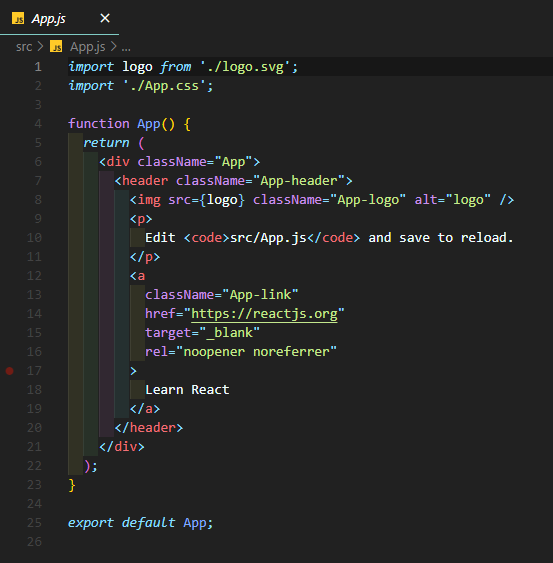 JS App.js ×
src > JS App.js > ...
1 import logo from './logo.svg';
2 import './App.css';
3
4 function App() {
5   return (
6     <div className="App">
7       <header className="App-header">
8         <img src={logo} className="App-logo" alt="logo" />
9         <p>
10           Edit <code>src/App.js</code> and save to reload.
11         </p>
12         <a
13           className="App-link"
14           href="https://reactjs.org"
15           target="_blank"
16           rel="noopener noreferrer"
17         >
18           Learn React
19         </a>
20       </header>
21     </div>
22   );
23 }
24
25 export default App;
26